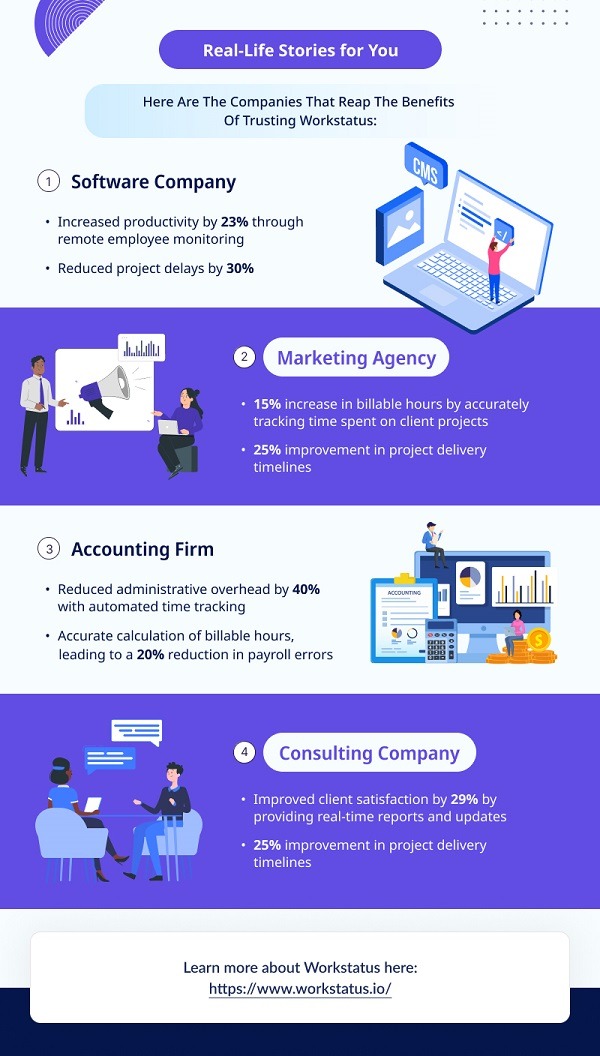 Real-Life Stories for You
Here Are The Companies That Reap The Benefits
Of Trusting Workstatus:
1 Software Company
• Increased productivity by 23% through
remote employee monitoring
• Reduced project delays by 30%
CMS
</>
2 Marketing Agency
• 15% increase in billable hours by accurately
tracking time spent on client projects
• 25% improvement in project delivery
timelines
3 Accounting Firm
• Reduced administrative overhead by 40%
with automated time tracking
• Accurate calculation of billable hours,
leading to a 20% reduction in payroll errors
ACCOUNTING
$
4 Consulting Company
• Improved client satisfaction by 29% by
providing real-time reports and updates
• 25% improvement in project delivery
timelines
Learn more about Workstatus here:
https://www.workstatus.io/